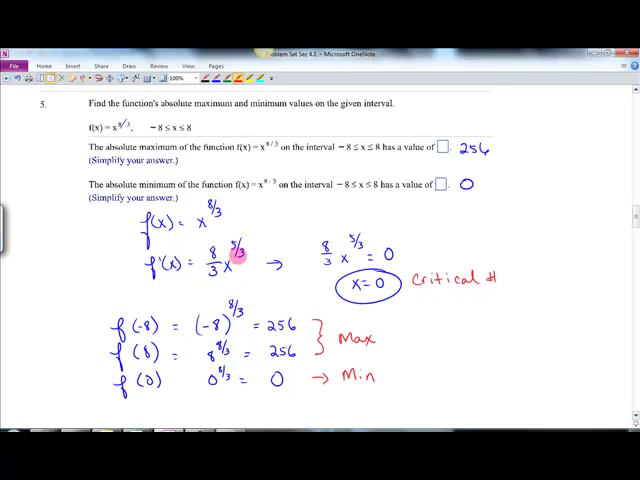 Problem Set Sec 4.1 - Microsoft OneNote
File Home Insert Share Draw Review View
100%
5. Find the function's absolute maximum and minimum values on the given interval.
f(x) = x^8/3, − 8 ≤ x ≤ 8
The absolute maximum of the function f(x) = x^8/3 on the interval − 8 ≤ x ≤ 8 has a value of □. 256
(Simplify your answer.)
The absolute minimum of the function f(x) = x^8/3 on the interval − 8 ≤ x ≤ 8 has a value of □. 0
(Simplify your answer.)
f(x) = x^8/3
f'(x) = 8/3 x^5/3 → 8/3 x^5/3 = 0
x = 0 Critical #
f(-8) = (-8)^8/3 = 256
f(8) = 8^8/3 = 256 } Max
f(0) 0^8/3 = 0 → Min